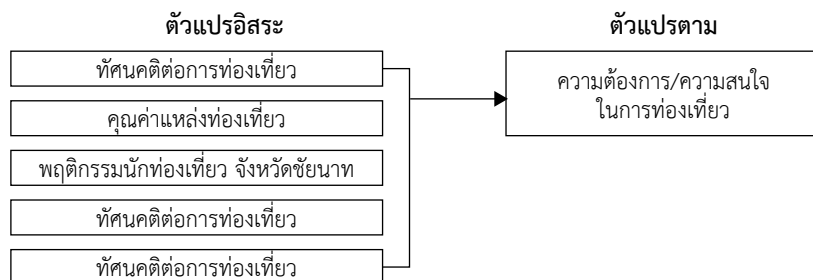 ตัวแปรอิสระ
ทัศนคติต่อการท่องเที่ยว
คุณค่าแหล่งท่องเที่ยว
พฤติกรรมนักท่องเที่ยว จังหวัดชัยนาท
ทัศนคติต่อการท่องเที่ยว
ทัศนคติต่อการท่องเที่ยว
ตัวแปรตาม
ความต้องการ/ความสนใจ
ในการท่องเที่ยว